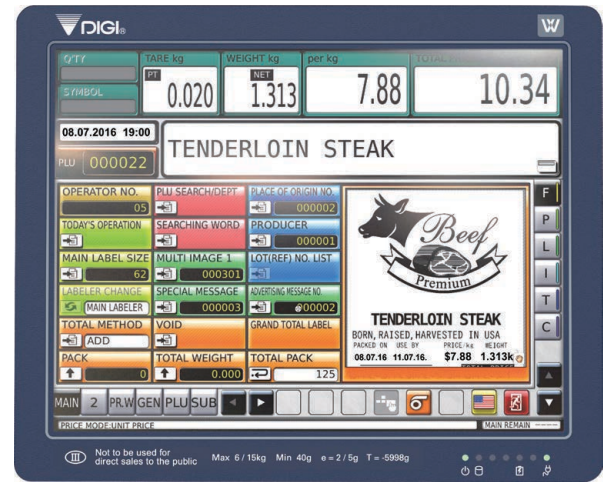 DIGI®
W
Q'TY
TARE kg
WEIGHT kg
per kg
SYMBOL
PT
0.020
NET
1.313
7.88
10.34
08.07.2016 19:00
PLU 000022
TENDERLOIN STEAK
OPERATOR NO.
05
PLU SEARCH/DEPT
PLACE OF ORIGIN NO.
000002
TODAY'S OPERATION
SEARCHING WORD
PRODUCER
000001
MAIN LABEL SIZE
62
MULTI IMAGE 1
000301
LOT(REF) NO. LIST
LABELER CHANGE
MAIN LABELER
SPECIAL MESSAGE
000003
ADVERTISING MESSAGE NO.
@00002
TOTAL METHOD
ADD
VOID
GRAND TOTAL LABEL
PACK
0
TOTAL WEIGHT
0.000
TOTAL PACK
125
Beef
Premium
TENDERLOIN STEAK
BORN, RAISED, HARVESTED IN USA
PACKED ON USE BY PRICE/kg WEIGHT
08.07.16 11.07.16. $7.88 1.313k
F
P
L
I
T
C
MAIN 2 PR.W GEN PLU SUB
PRICE MODE:UNIT PRICE
MAIN REMAIN -----
III
Not to be used for
direct sales to the public
Max 6 / 15kg Min 40g e = 2 / 5g T = -5998g